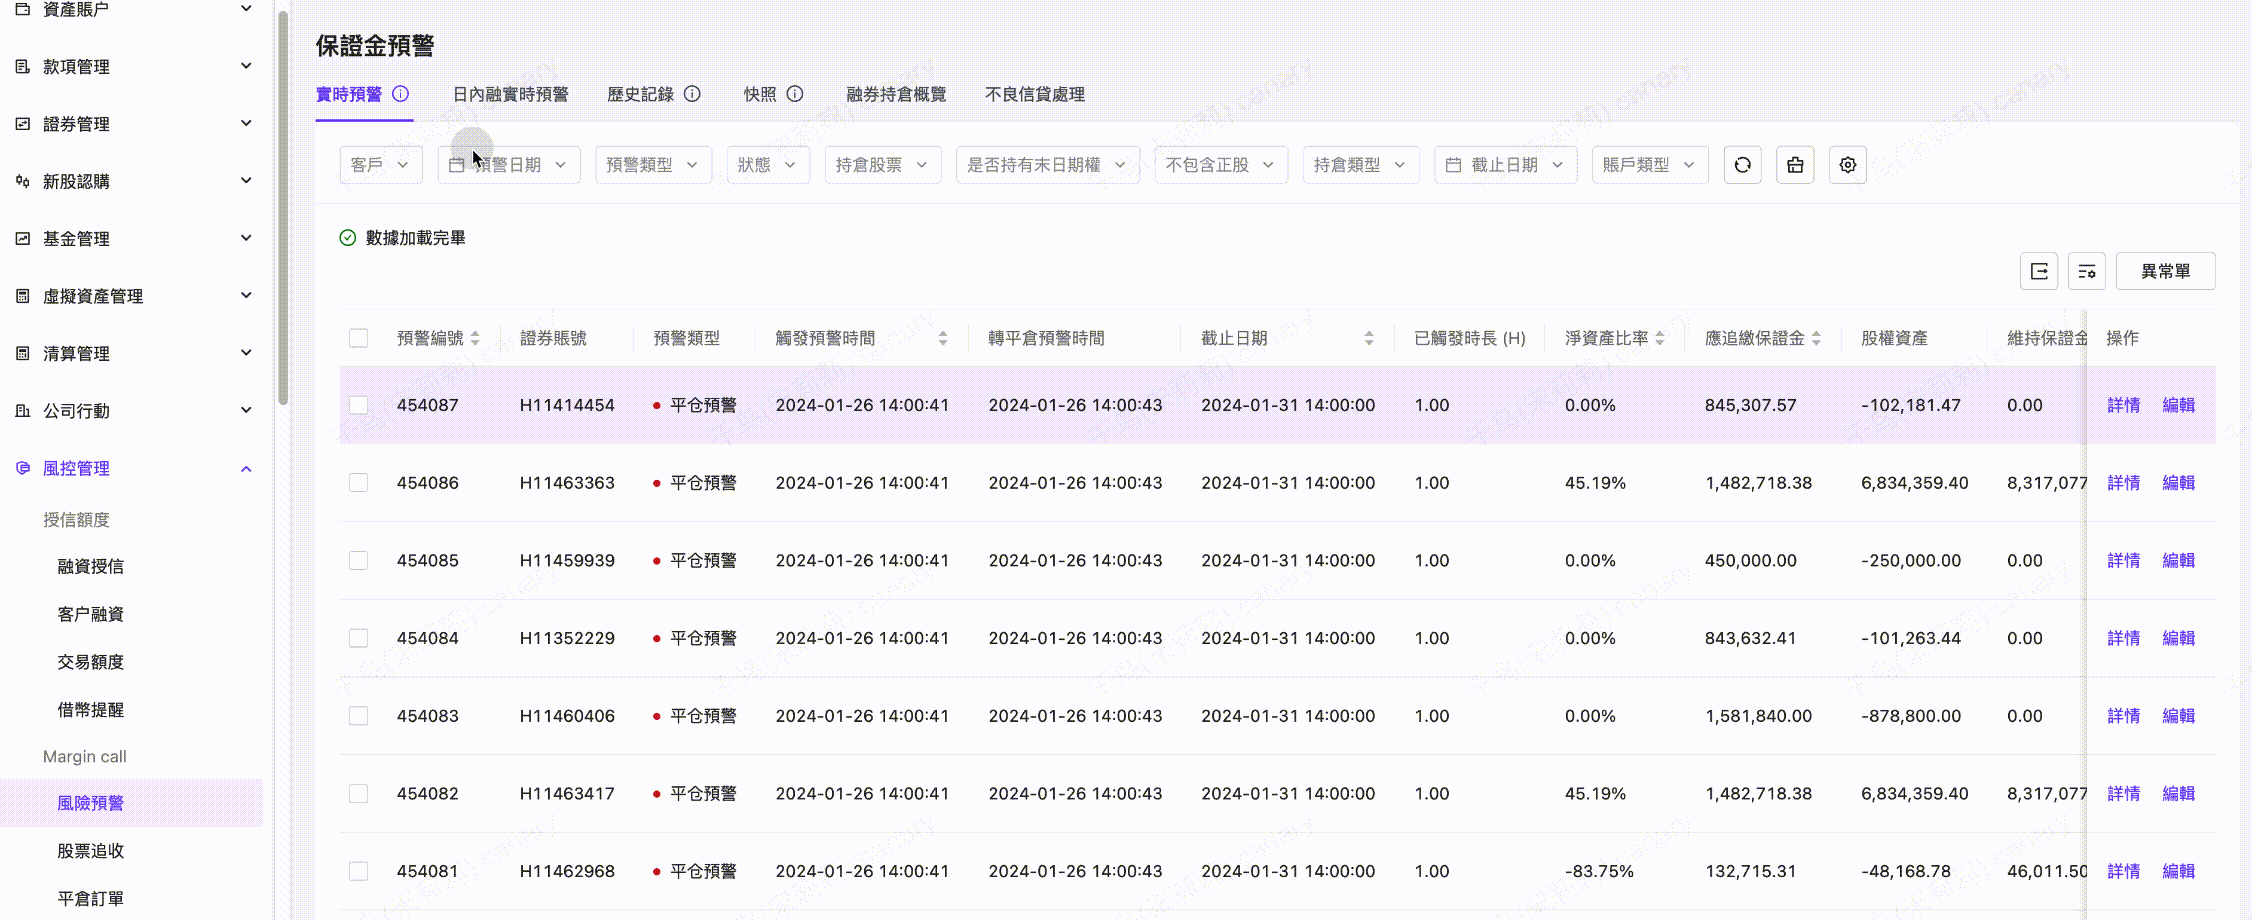 資產賬户
款項管理
證券管理
新股認購
基金管理
虛擬資產管理
清算管理
公司行動
風控管理
授信額度
融資授信
客户融資
交易額度
借幣提醒
Margin call
風險預警
股票追收
平倉訂單
保證金預警
實時預警 日內融實時預警 歷史記錄 快照 融券持倉概覽 不良信貸處理
客戶 預警日期 預警類型 狀態 持倉股票 是否持有末日期權 不包含正股 持倉類型 截止日期 賬戶類型
數據加載完畢
異常單
預警編號 證券賬號 預警類型 觸發預警時間 轉平倉預警時間 截止日期 已觸發時長 (H) 淨資產比率 應追繳保證金 股權資產 維持保證金 操作
454087 H11414454 平仓預警 2024-01-26 14:00:41 2024-01-26 14:00:43 2024-01-31 14:00:00 1.00 0.00% 845,307.57 -102,181.47 0.00 詳情 編輯
454086 H11463363 平仓預警 2024-01-26 14:00:41 2024-01-26 14:00:43 2024-01-31 14:00:00 1.00 45.19% 1,482,718.38 6,834,359.40 8,317,077 詳情 編輯
454085 H11459939 平仓預警 2024-01-26 14:00:41 2024-01-26 14:00:43 2024-01-31 14:00:00 1.00 0.00% 450,000.00 -250,000.00 0.00 詳情 編輯
454084 H11352229 平仓預警 2024-01-26 14:00:41 2024-01-26 14:00:43 2024-01-31 14:00:00 1.00 0.00% 843,632.41 -101,263.44 0.00 詳情 編輯
454083 H11460406 平仓預警 2024-01-26 14:00:41 2024-01-26 14:00:43 2024-01-31 14:00:00 1.00 0.00% 1,581,840.00 -878,800.00 0.00 詳情 編輯
454082 H11463417 平仓預警 2024-01-26 14:00:41 2024-01-26 14:00:43 2024-01-31 14:00:00 1.00 45.19% 1,482,718.38 6,834,359.40 8,317,077 詳情 編輯
454081 H11462968 平仓預警 2024-01-26 14:00:41 2024-01-26 14:00:43 2024-01-31 14:00:00 1.00 -83.75% 132,715.31 -48,168.78 46,011.50 詳情 編輯